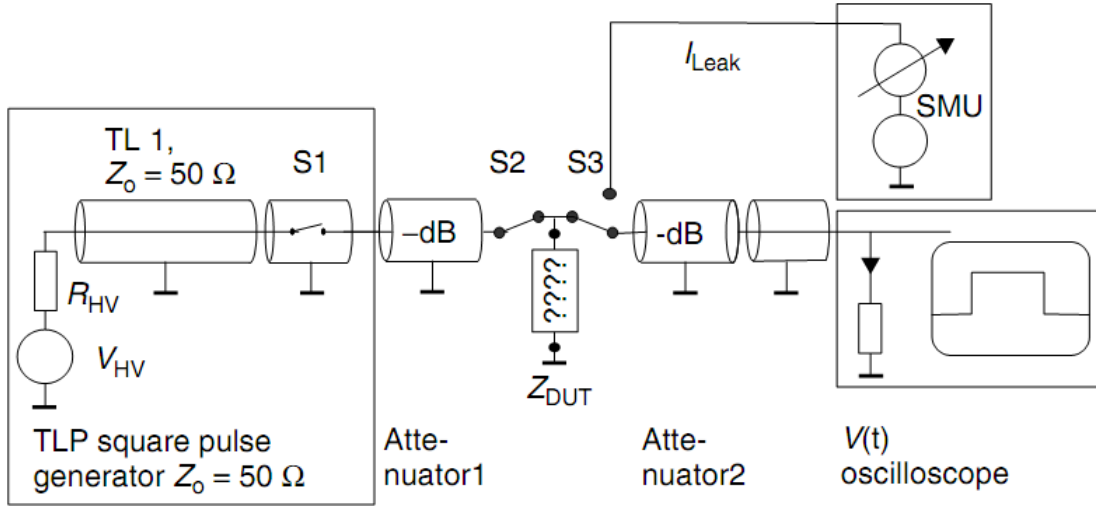 I_Leak
SMU
TL 1,
Z_o = 50 Ω
S1
S2
S3
–dB
-dB
R_HV
V_HV
????
Z_DUT
TLP square pulse
generator Z_o = 50 Ω
Atte-
nuator1
Atte-
nuator2
V(t)
oscilloscope